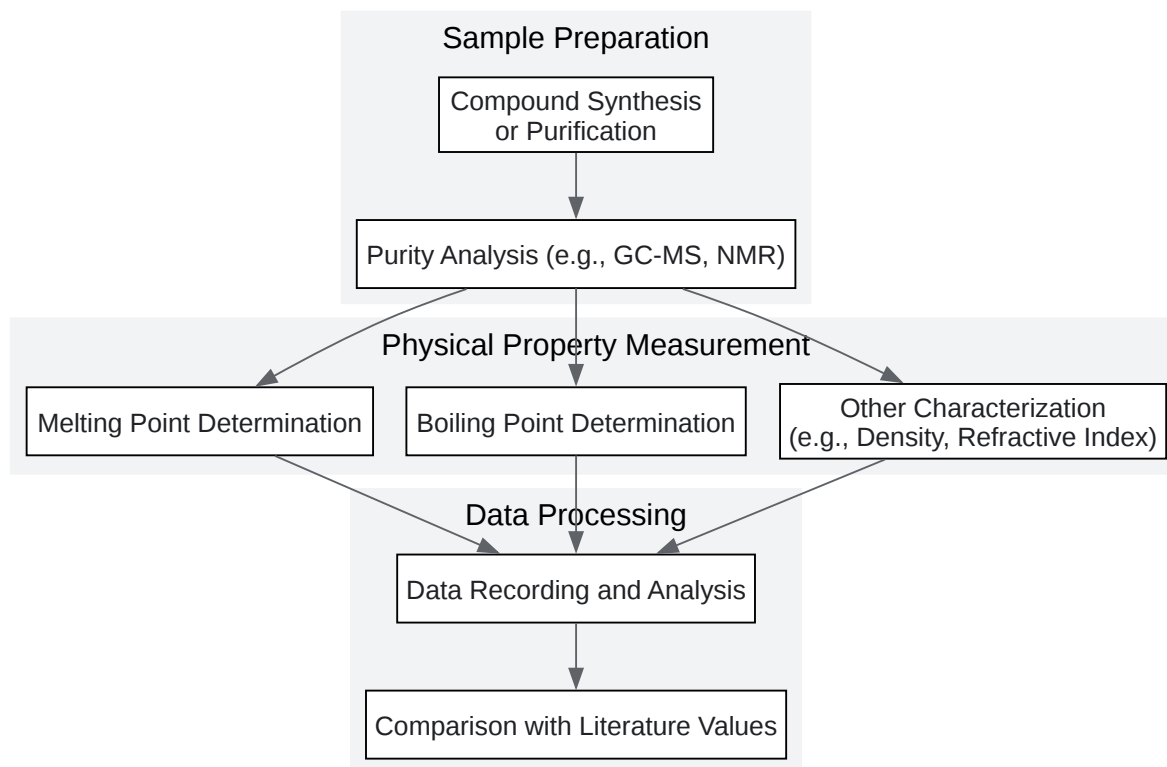 Sample Preparation
Compound Synthesis
or Purification
Purity Analysis (e.g., GC-MS, NMR)
Physical Property Measurement
Melting Point Determination
Boiling Point Determination
Other Characterization
(e.g., Density, Refractive Index)
Data Processing
Data Recording and Analysis
Comparison with Literature Values